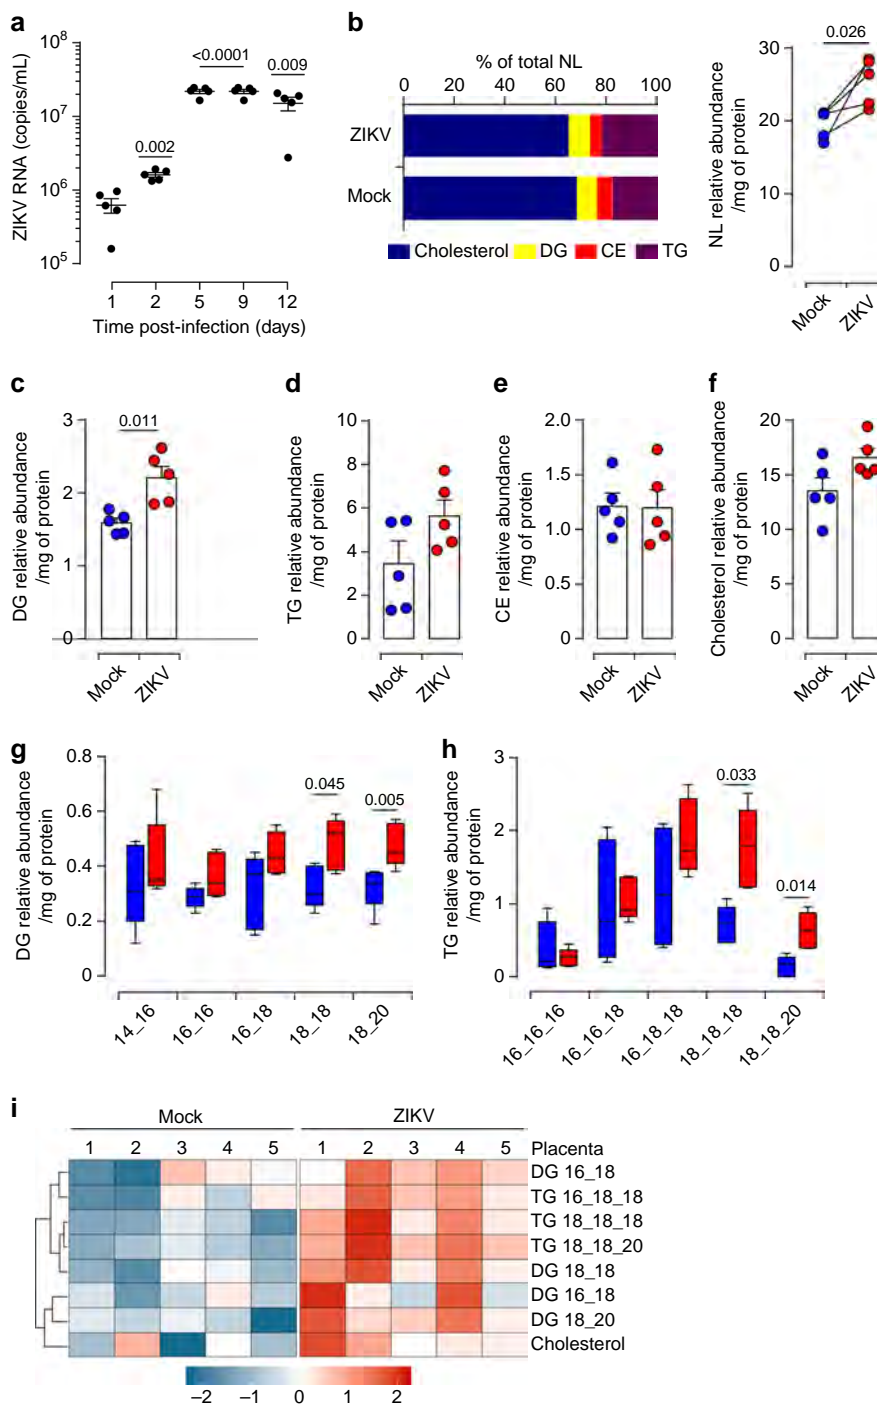 a
ZIKV RNA (copies/mL)
10⁸
10⁷
10⁶
10⁵
0.002
<0.0001
0.009
1 2 5 9 12
Time post-infection (days)
b
% of total NL
0 20 40 60 80 100
ZIKV
Mock
Cholesterol DG CE TG
NL relative abundance
/mg of protein
30
20
10
0
0.026
Mock ZIKV
c
DG relative abundance
/mg of protein
3
2
1
0
0.011
Mock ZIKV
d
TG relative abundance
/mg of protein
10
8
6
4
2
0
Mock ZIKV
e
CE relative abundance
/mg of protein
2.0
1.5
1.0
0.5
0
Mock ZIKV
f
Cholesterol relative abundance
/mg of protein
20
15
10
5
0
Mock ZIKV
g
DG relative abundance
/mg of protein
0.8
0.6
0.4
0.2
0
0.045
0.005
14_16 16_16 16_18 18_18 18_20
h
TG relative abundance
/mg of protein
3
2
1
0
0.033
0.014
16_16_16 16_16_18 16_18_18 18_18_18 18_18_20
i
Mock ZIKV
1 2 3 4 5 1 2 3 4 5 Placenta
DG 16_18
TG 16_18_18
TG 18_18_18
TG 18_18_20
DG 18_18
DG 16_18
DG 18_20
Cholesterol
–2 –1 0 1 2